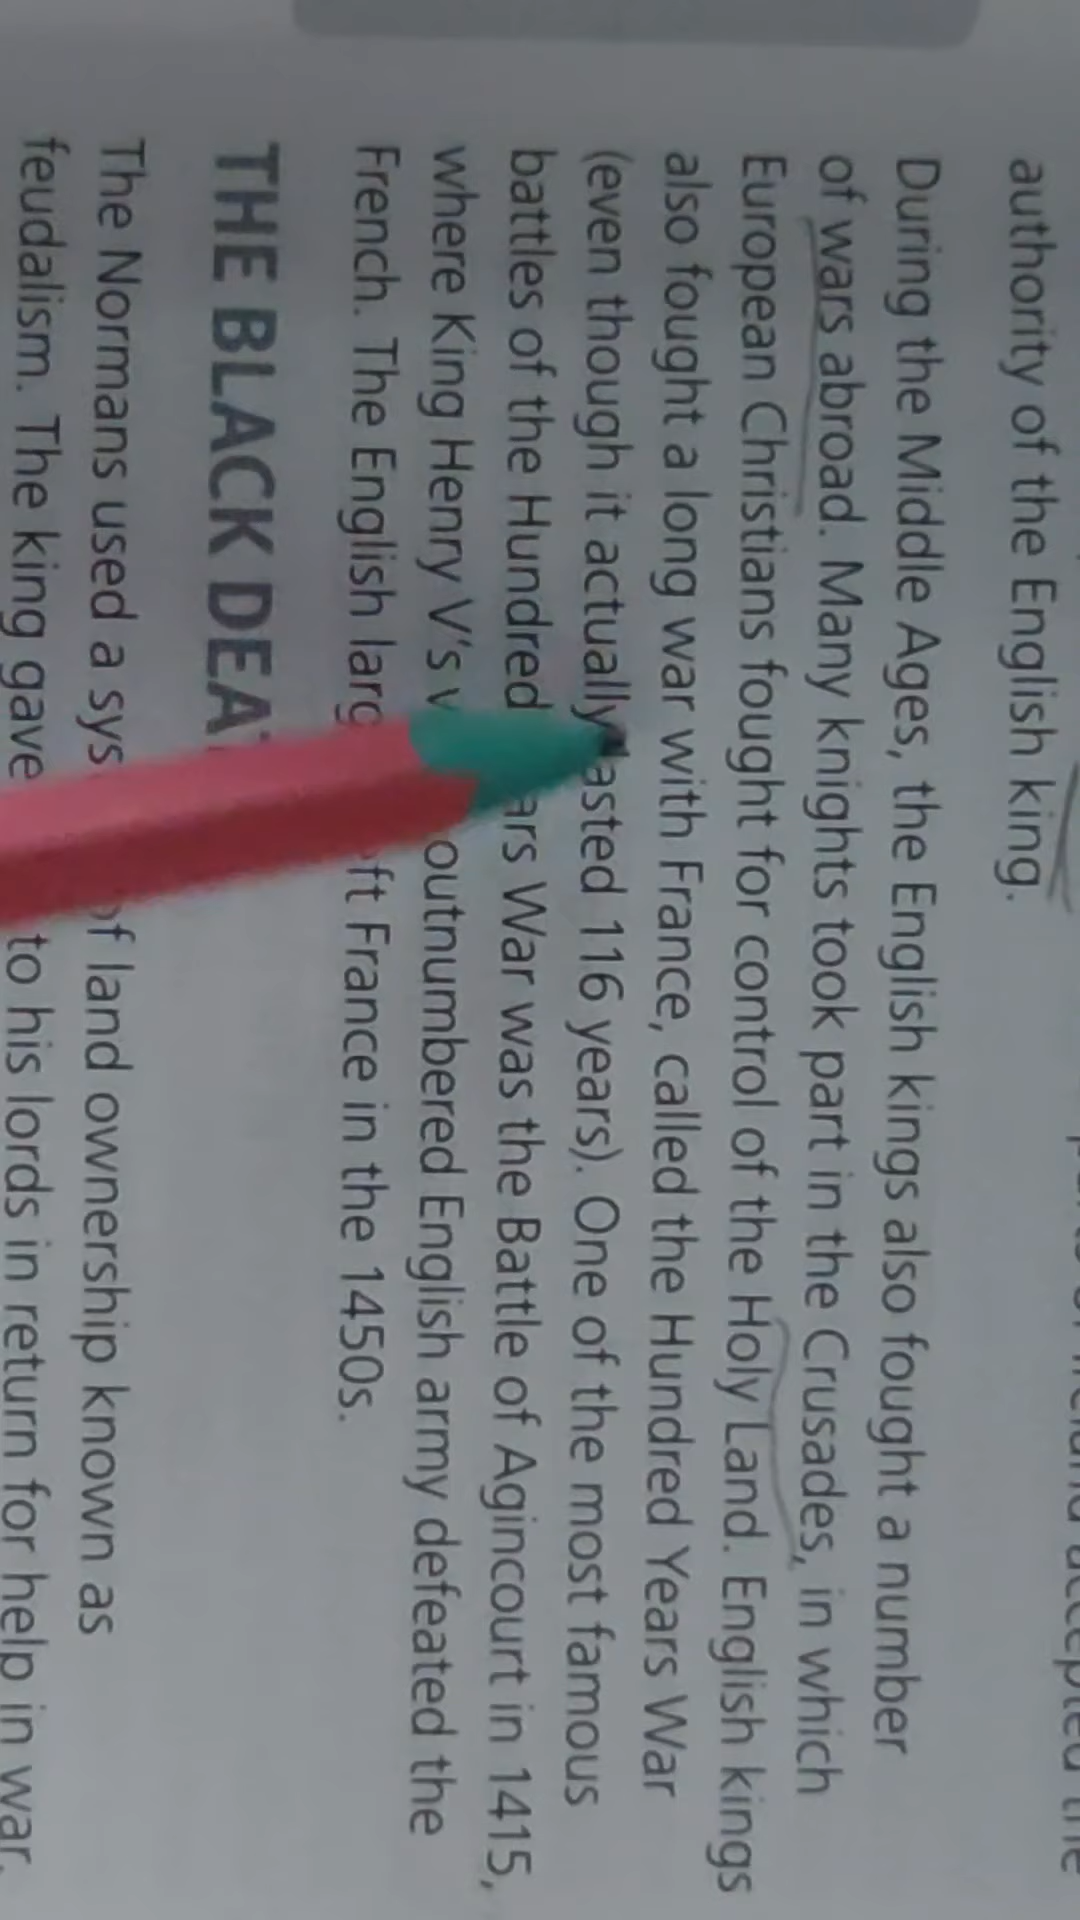 authority of the English king.
During the Middle Ages, the English kings also fought a number
of wars abroad. Many knights took part in the Crusades, in which
European Christians fought for control of the Holy Land. English kings
also fought a long war with France, called the Hundred Years War
(even though it actually lasted 116 years). One of the most famous
battles of the Hundred Years War was the Battle of Agincourt in 1415,
where King Henry V's outnumbered English army defeated the
French. The English left France in the 1450s.
THE BLACK
The Normans used a of land ownership known as
feudalism. The king gave to his lords in return for help in war.